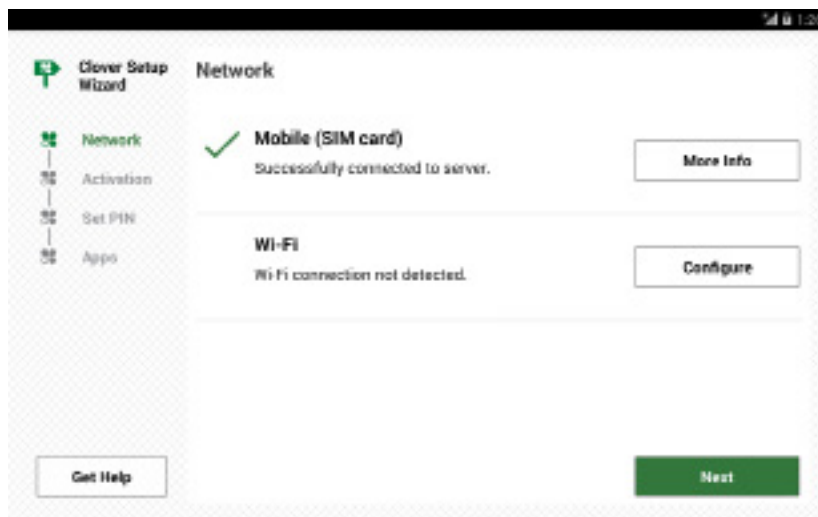 Clover Setup
Wizard
Network
Activation
Set PIN
Apps
Get Help
Network
Mobile (SIM card)
Successfully connected to server.
More Info
Wi-Fi
Wi-Fi connection not detected.
Configure
Next